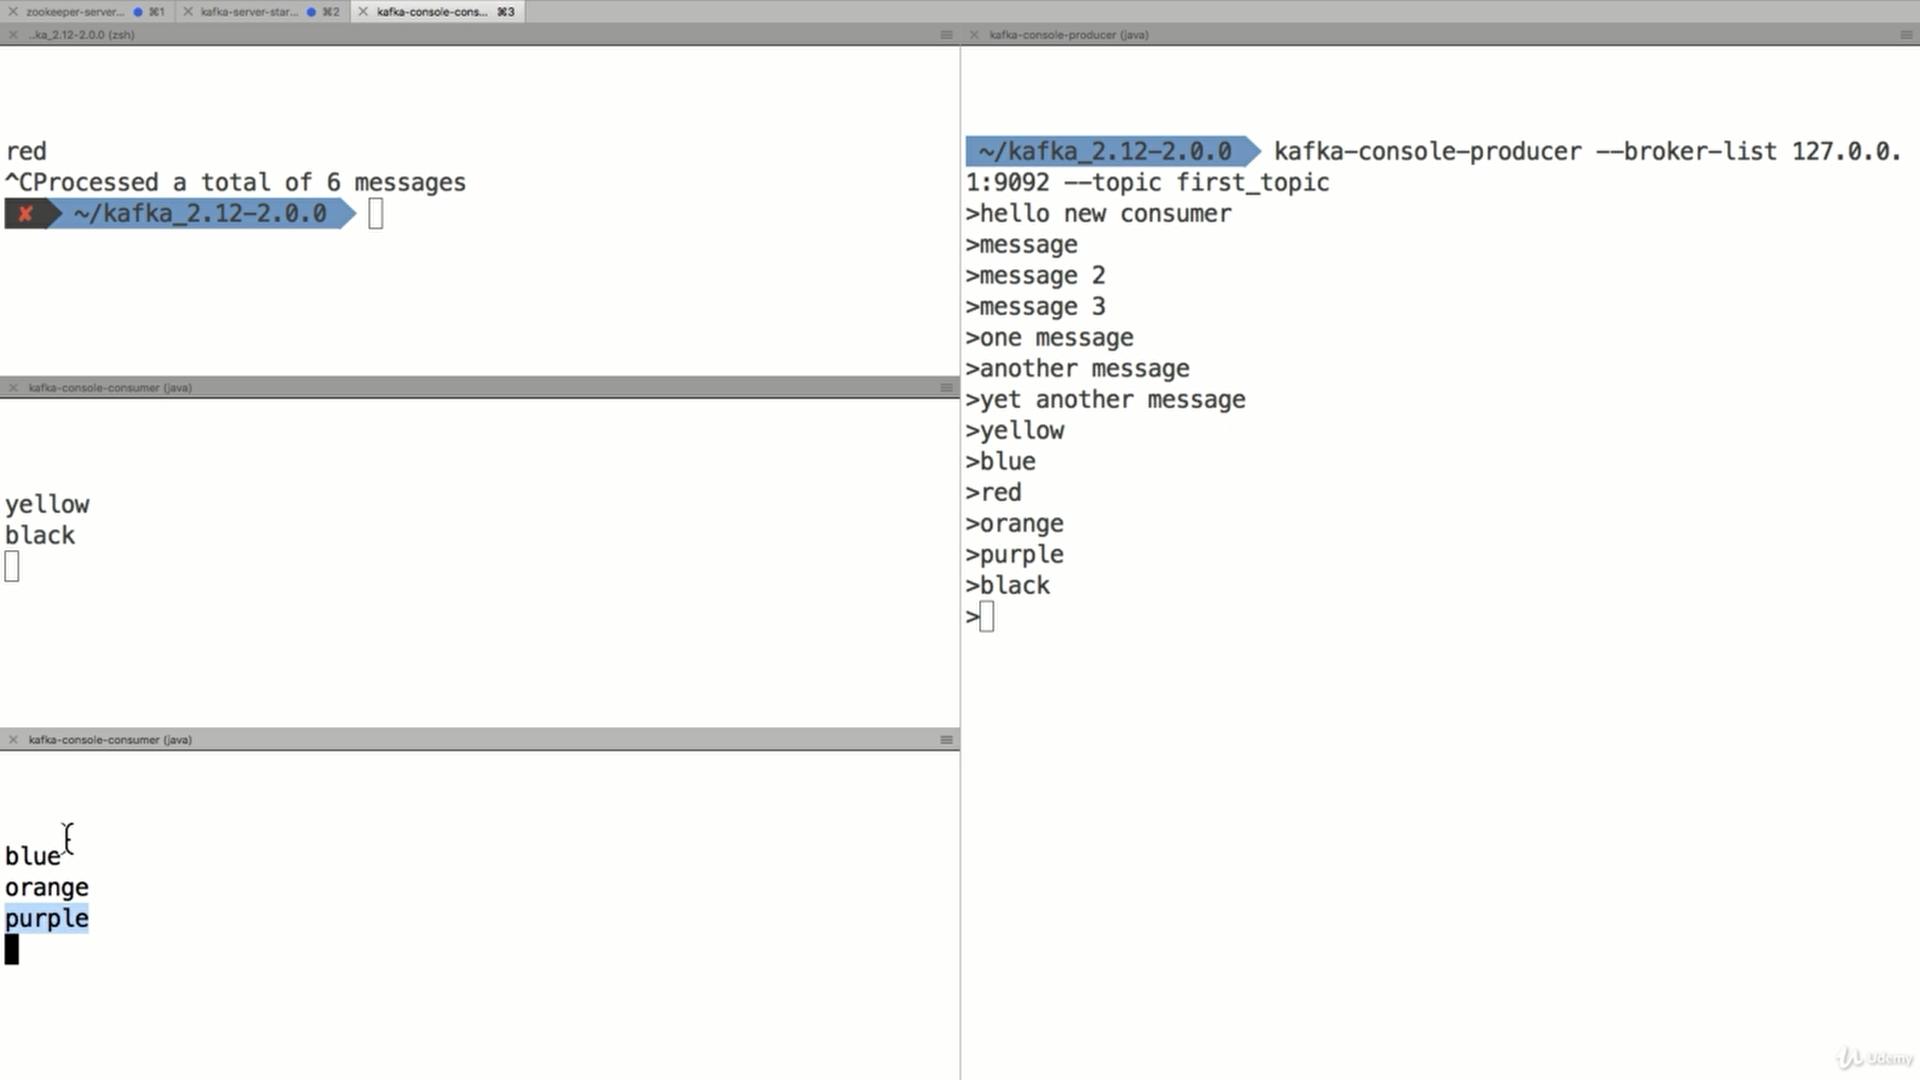 zookeeper-server... ⌘1
kafka-server-star... ⌘2
kafka-console-cons... ⌘3
..ka_2.12-2.0.0 (zsh)
red
^CProcessed a total of 6 messages
✘ ~/kafka_2.12-2.0.0
kafka-console-consumer (java)
yellow
black
kafka-console-consumer (java)
blue
orange
purple
kafka-console-producer (java)
~/kafka_2.12-2.0.0 kafka-console-producer --broker-list 127.0.0.
1:9092 --topic first_topic
>hello new consumer
>message
>message 2
>message 3
>one message
>another message
>yet another message
>yellow
>blue
>red
>orange
>purple
>black
>
Udemy